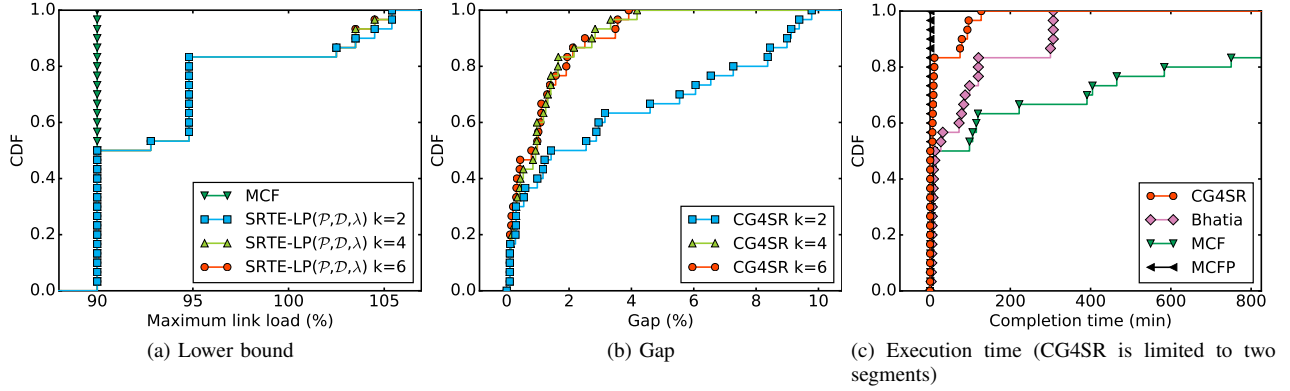 CDF
1.0
0.8
0.6
0.4
0.2
0.0
90
95
100
105
Maximum link load (%)
MCF
SRTE-LP(𝒫,𝒟,λ) k=2
SRTE-LP(𝒫,𝒟,λ) k=4
SRTE-LP(𝒫,𝒟,λ) k=6
(a) Lower bound
CDF
1.0
0.8
0.6
0.4
0.2
0.0
0
2
4
6
8
10
Gap (%)
CG4SR k=2
CG4SR k=4
CG4SR k=6
(b) Gap
CDF
1.0
0.8
0.6
0.4
0.2
0.0
0
200
400
600
800
Completion time (min)
CG4SR
Bhatia
MCF
MCFP
(c) Execution time (CG4SR is limited to two
segments)